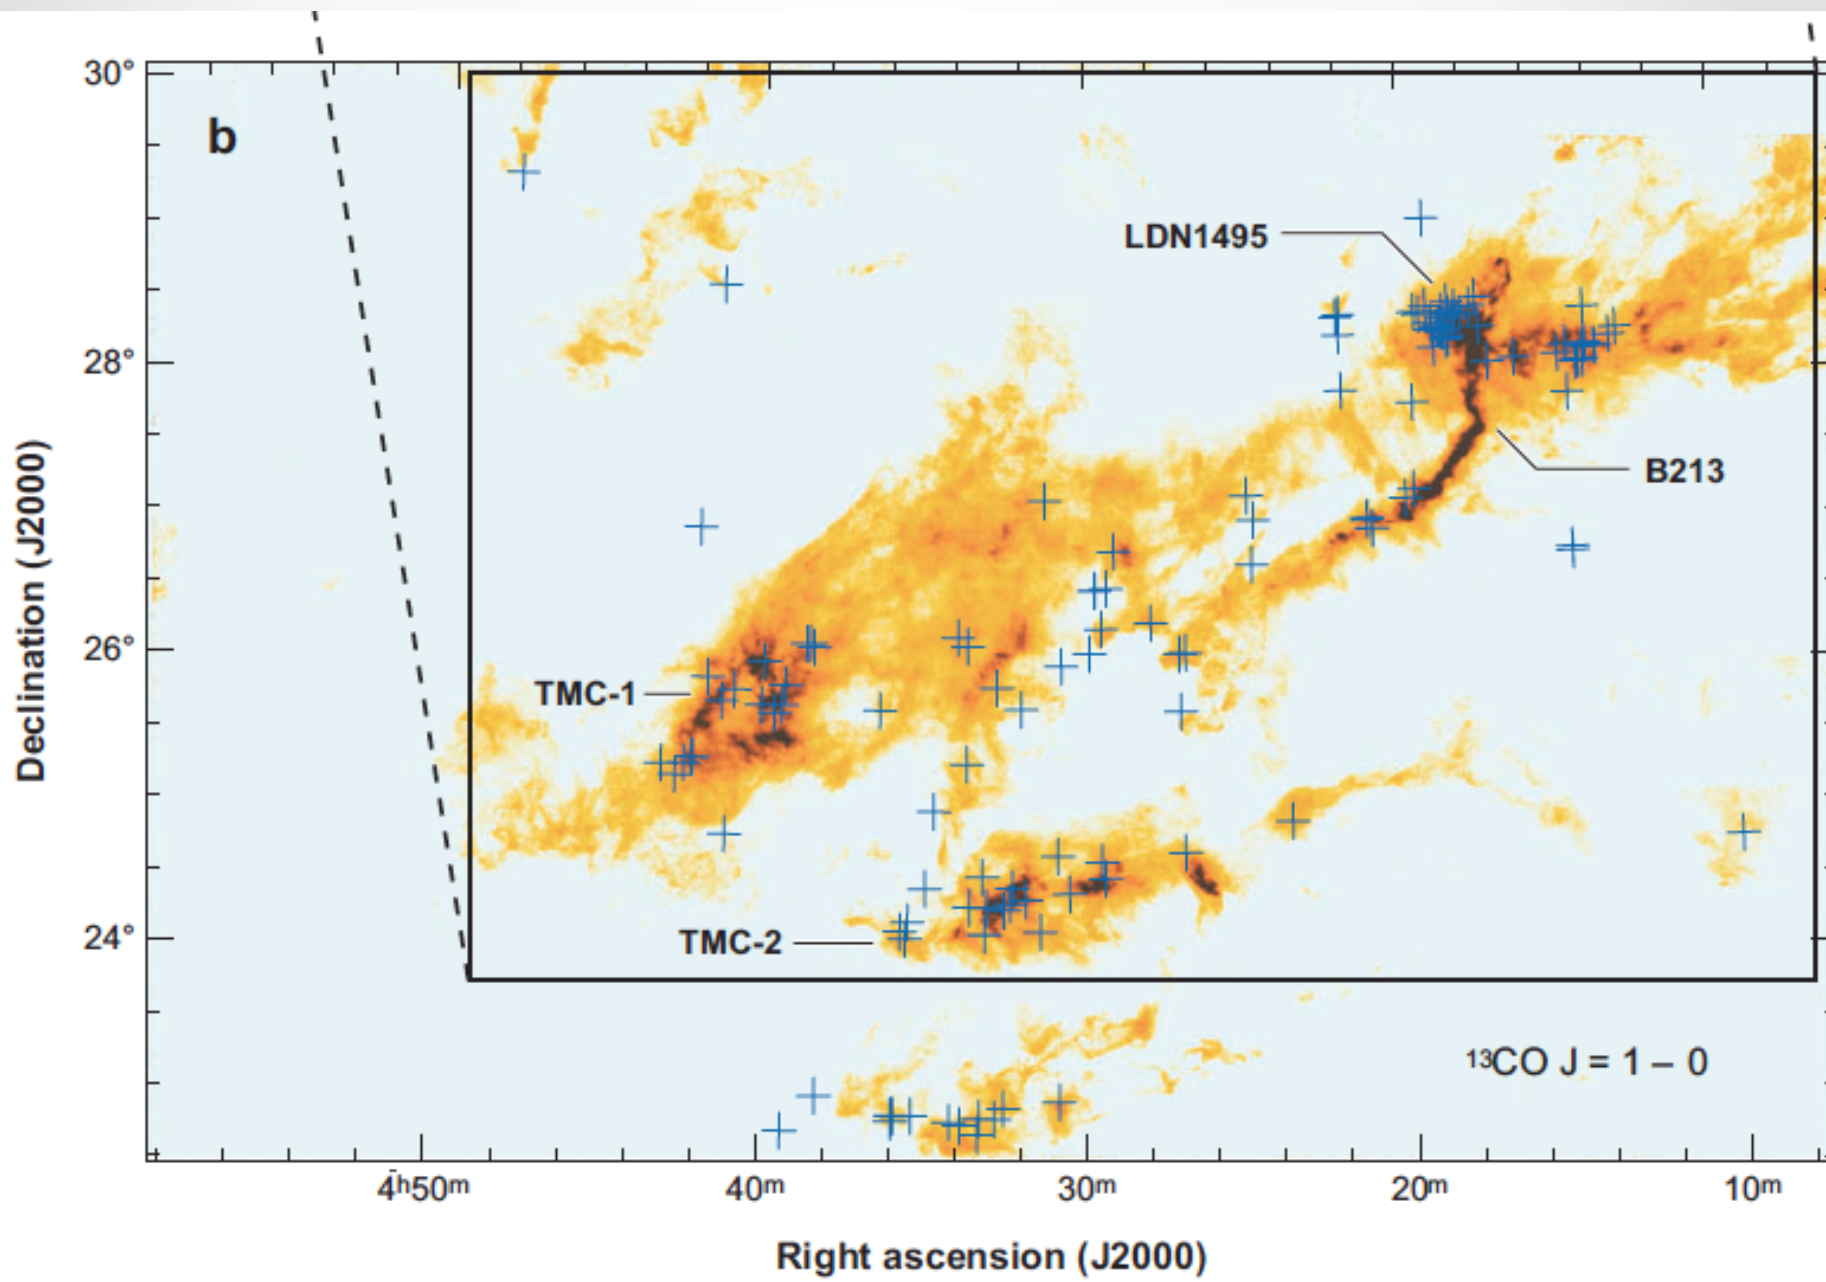 30°
b
LDN1495
28°
B213
Declination (J2000)
26°
TMC-1
24°
TMC-2
¹³CO J = 1 – 0
4ʰ50ᵐ 40ᵐ 30ᵐ 20ᵐ 10ᵐ
Right ascension (J2000)